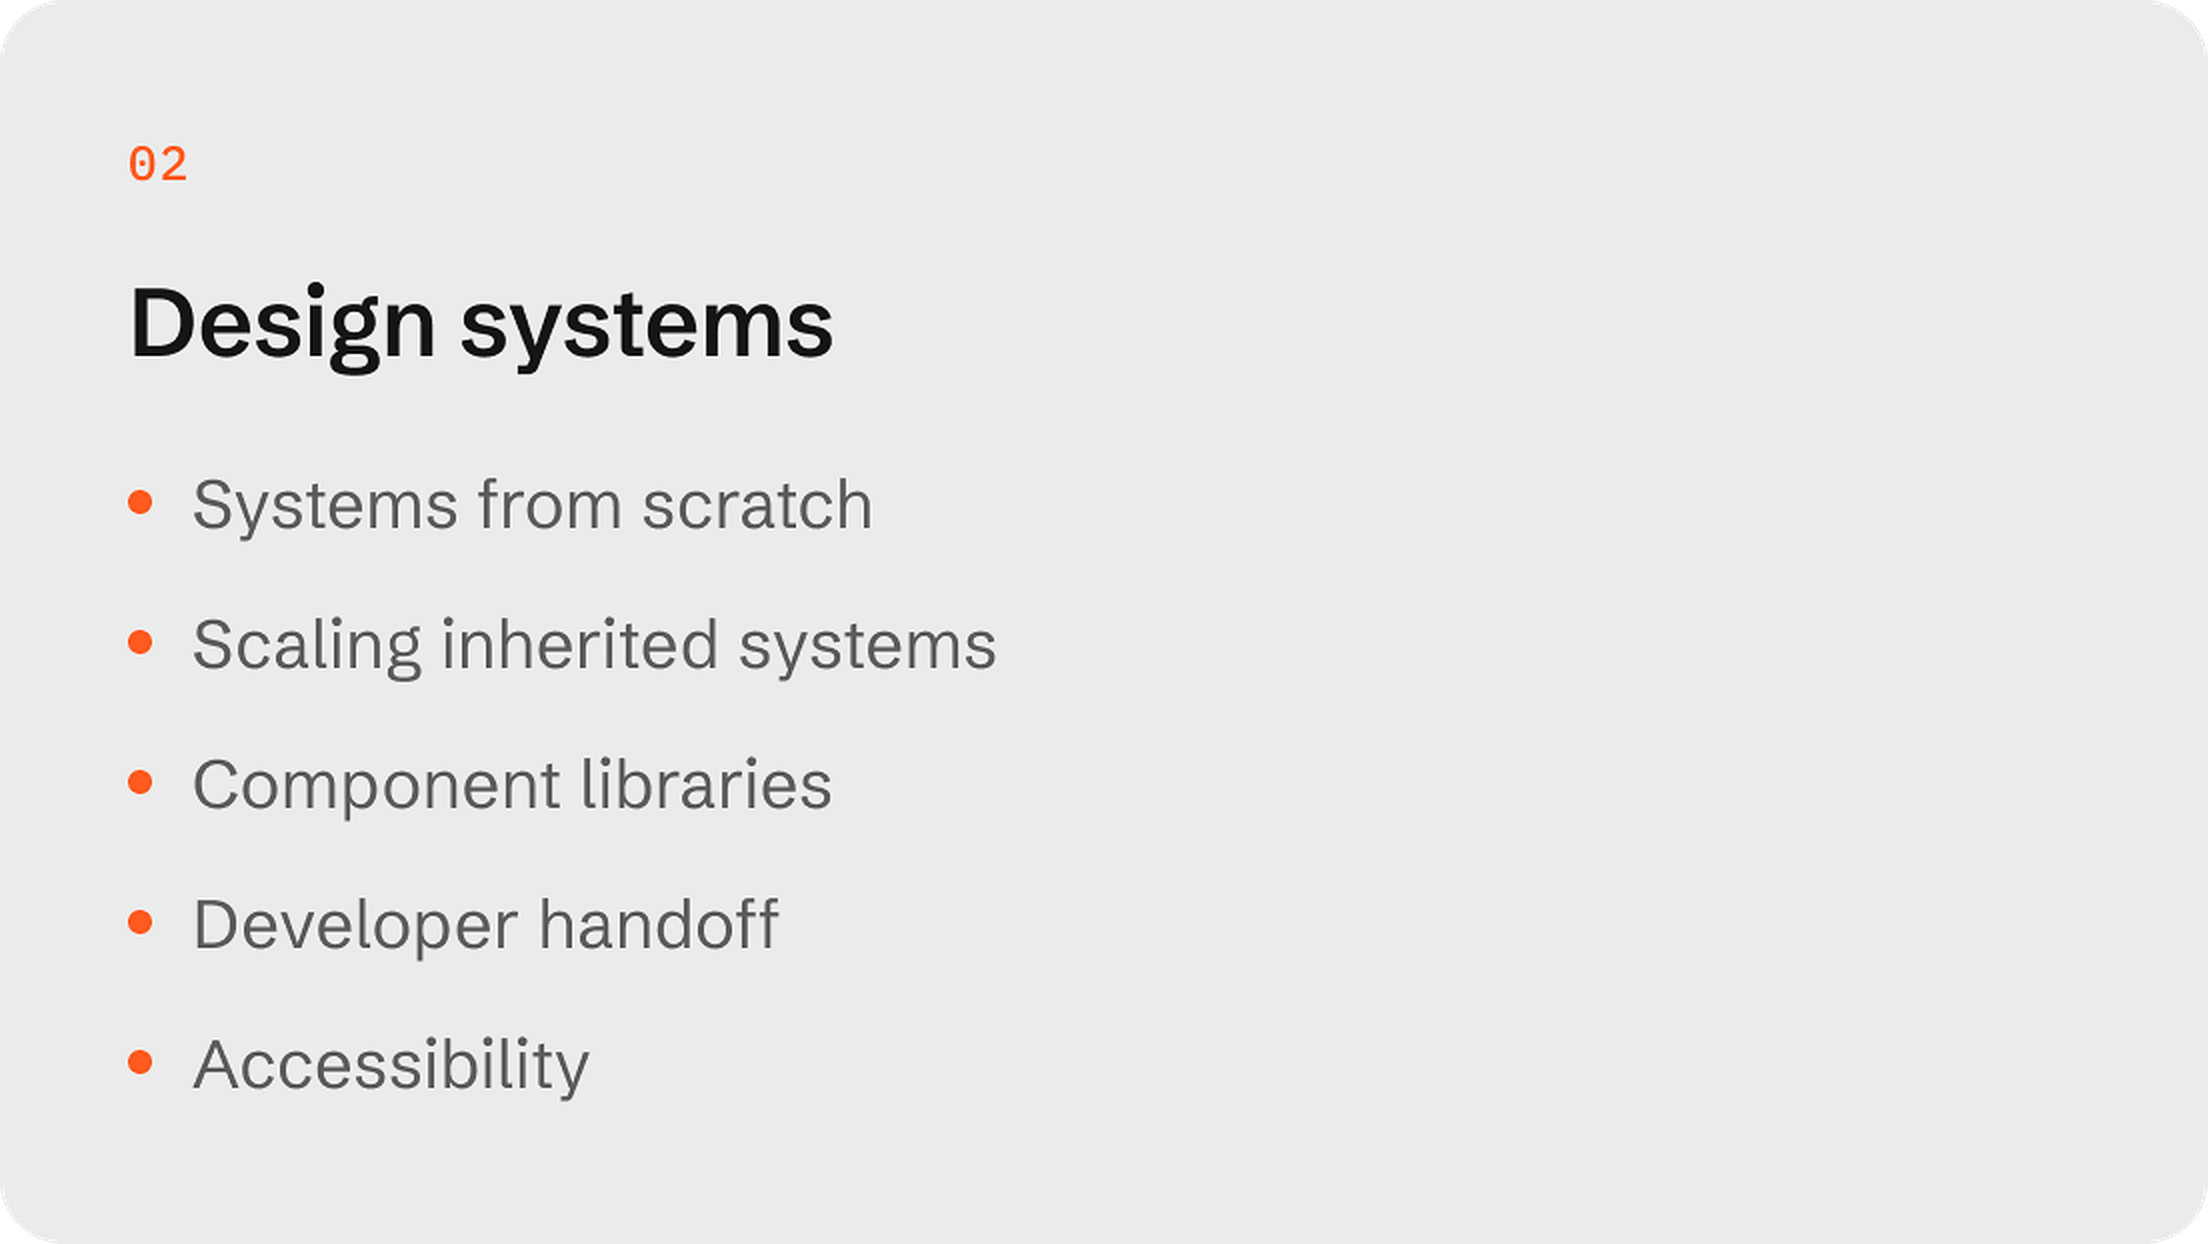 02
Design systems
Systems from scratch
Scaling inherited systems
Component libraries
Developer handoff
Accessibility